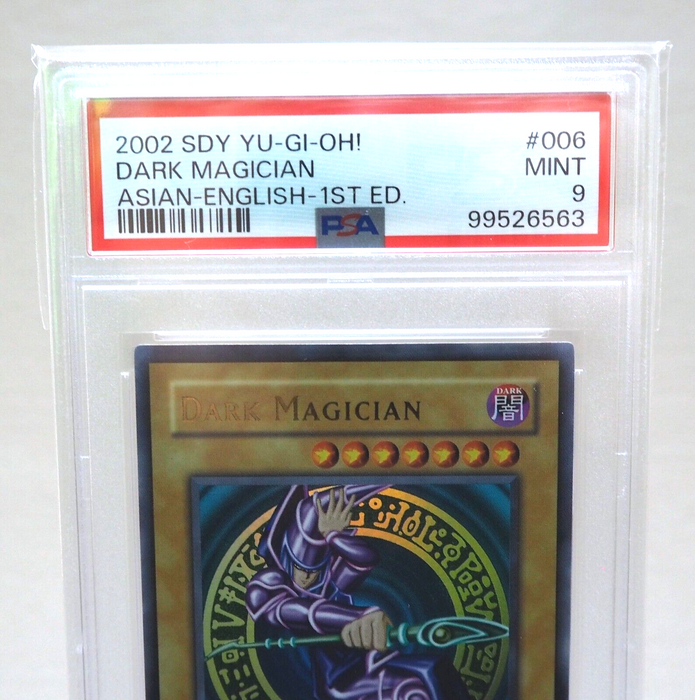 2002 SDY YU-GI-OH! #006
DARK MAGICIAN MINT
ASIAN-ENGLISH-1ST ED. 9
PSA 99526563
DARK MAGICIAN
DARK
闇